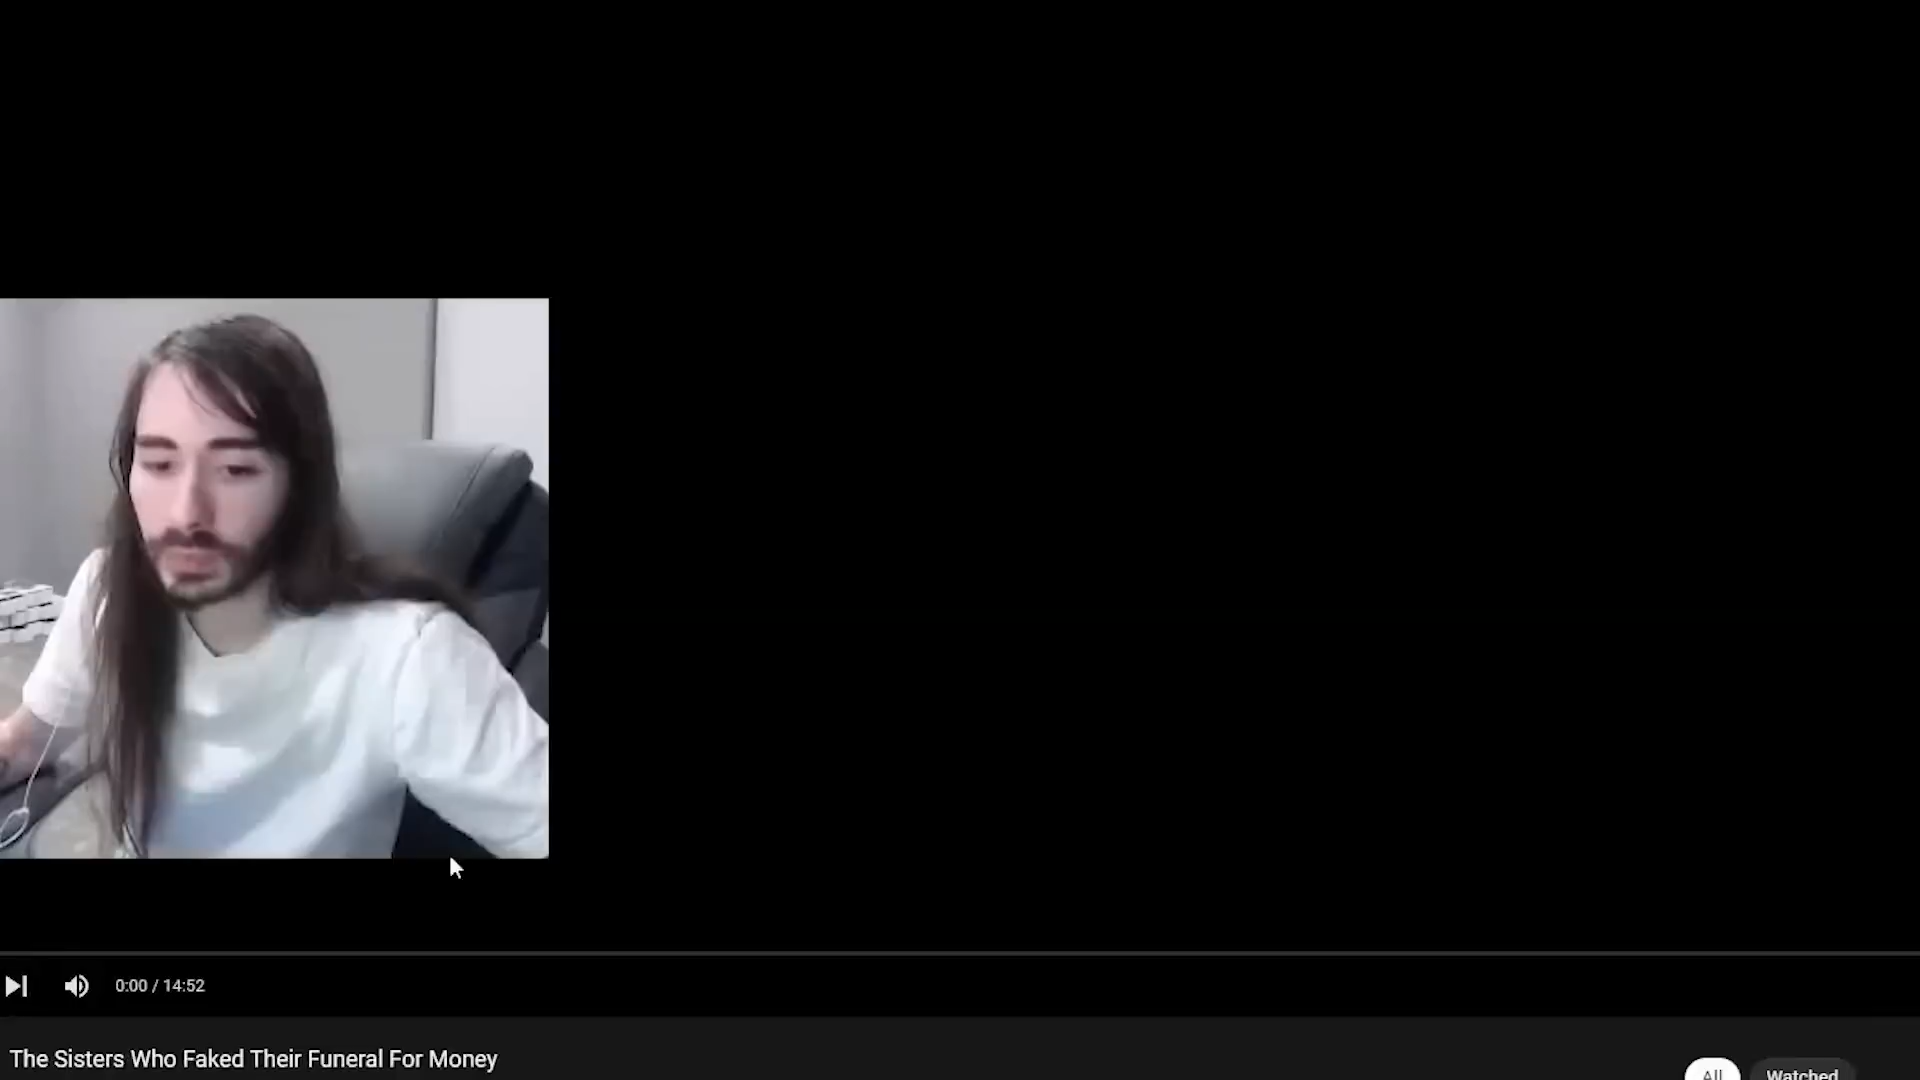 0:00 / 14:52
The Sisters Who Faked Their Funeral For Money
All
Watched